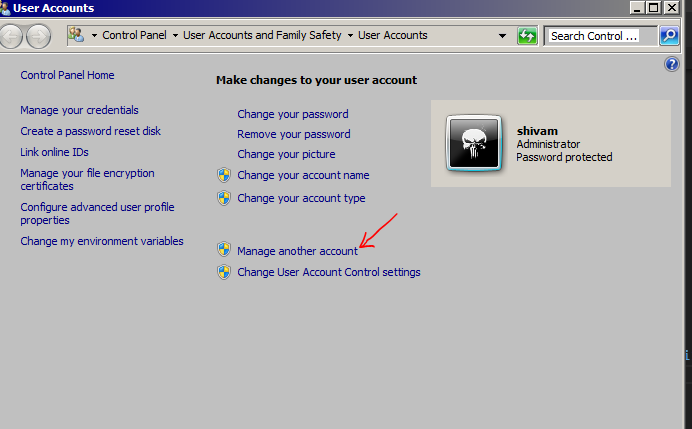 User Accounts
Control Panel User Accounts and Family Safety User Accounts
Search Control ...
Control Panel Home
Manage your credentials
Create a password reset disk
Link online IDs
Manage your file encryption
certificates
Configure advanced user profile
properties
Change my environment variables
Make changes to your user account
Change your password
Remove your password
Change your picture
Change your account name
Change your account type
Manage another account
Change User Account Control settings
shivam
Administrator
Password protected